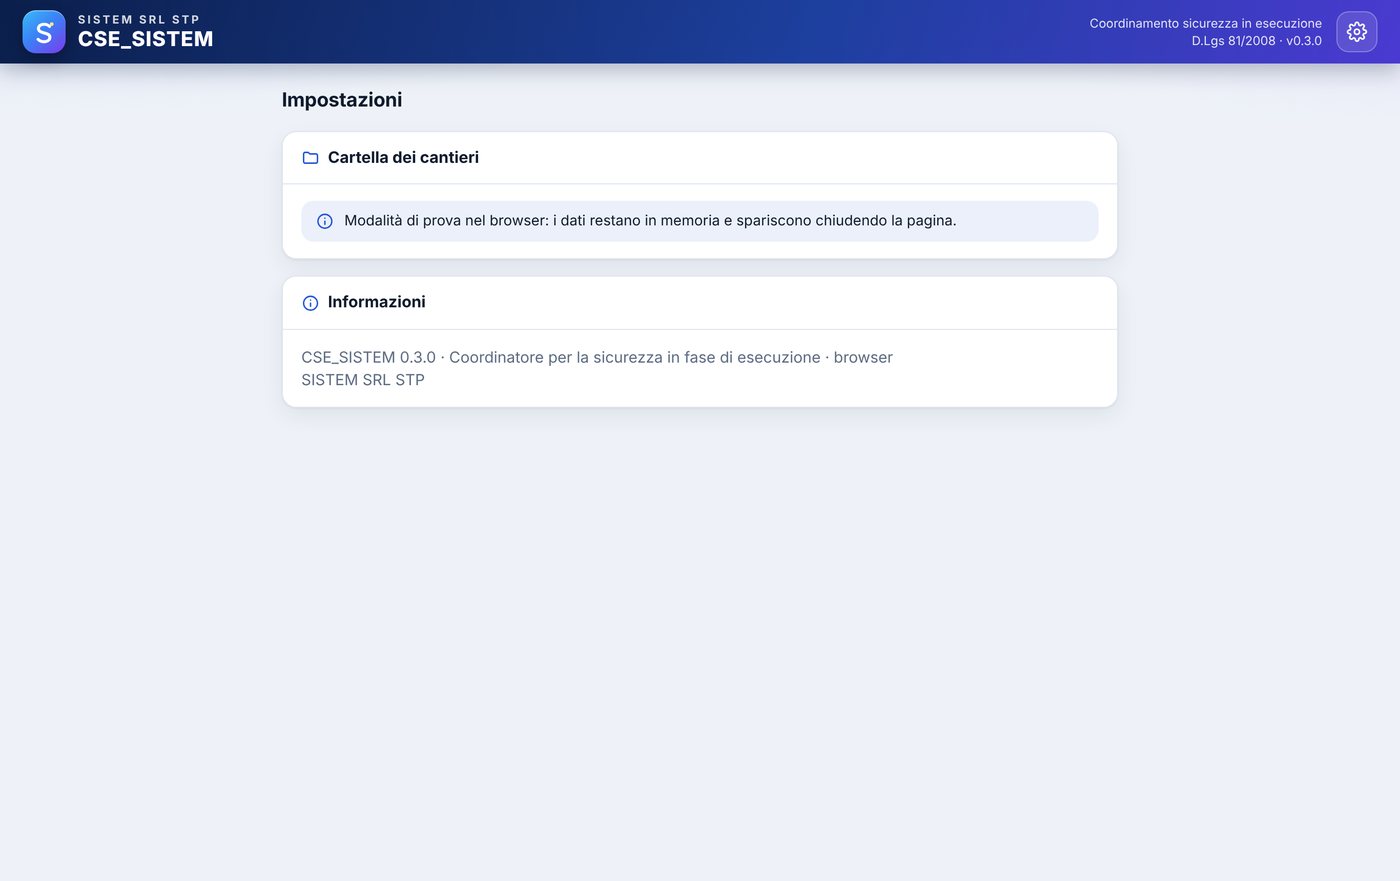 SISTEM SRL STP
CSE_SISTEM
Coordinamento sicurezza in esecuzione
D.Lgs 81/2008 · v0.3.0
Impostazioni
Cartella dei cantieri
Modalità di prova nel browser: i dati restano in memoria e spariscono chiudendo la pagina.
Informazioni
CSE_SISTEM 0.3.0 · Coordinatore per la sicurezza in fase di esecuzione · browser
SISTEM SRL STP